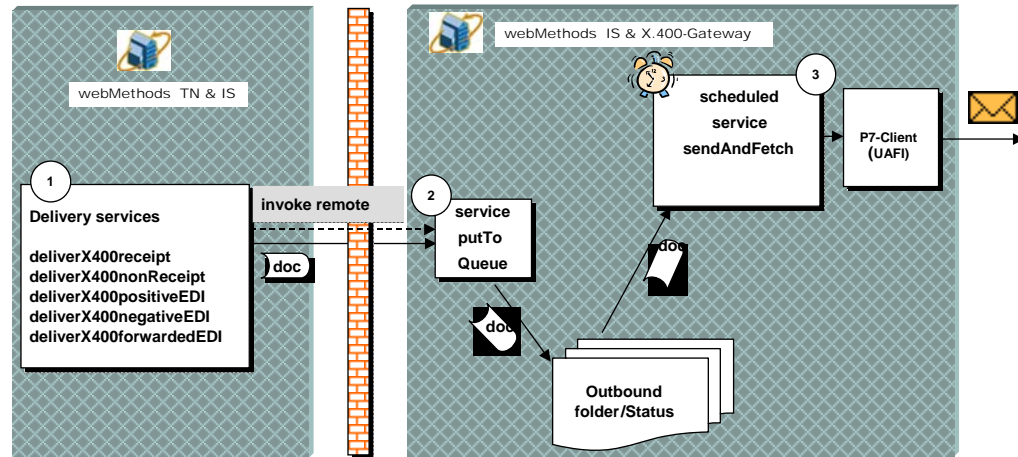 webMethods TN & IS
1
Delivery services
deliverX400receipt
deliverX400nonReceipt
deliverX400positiveEDI
deliverX400negativeEDI
deliverX400forwardedEDI
invoke remote
doc
webMethods IS & X.400-Gateway
2
service
putTo
Queue
doc
Outbound
folder/Status
doc
3
scheduled
service
sendAndFetch
P7-Client
(UAFI)